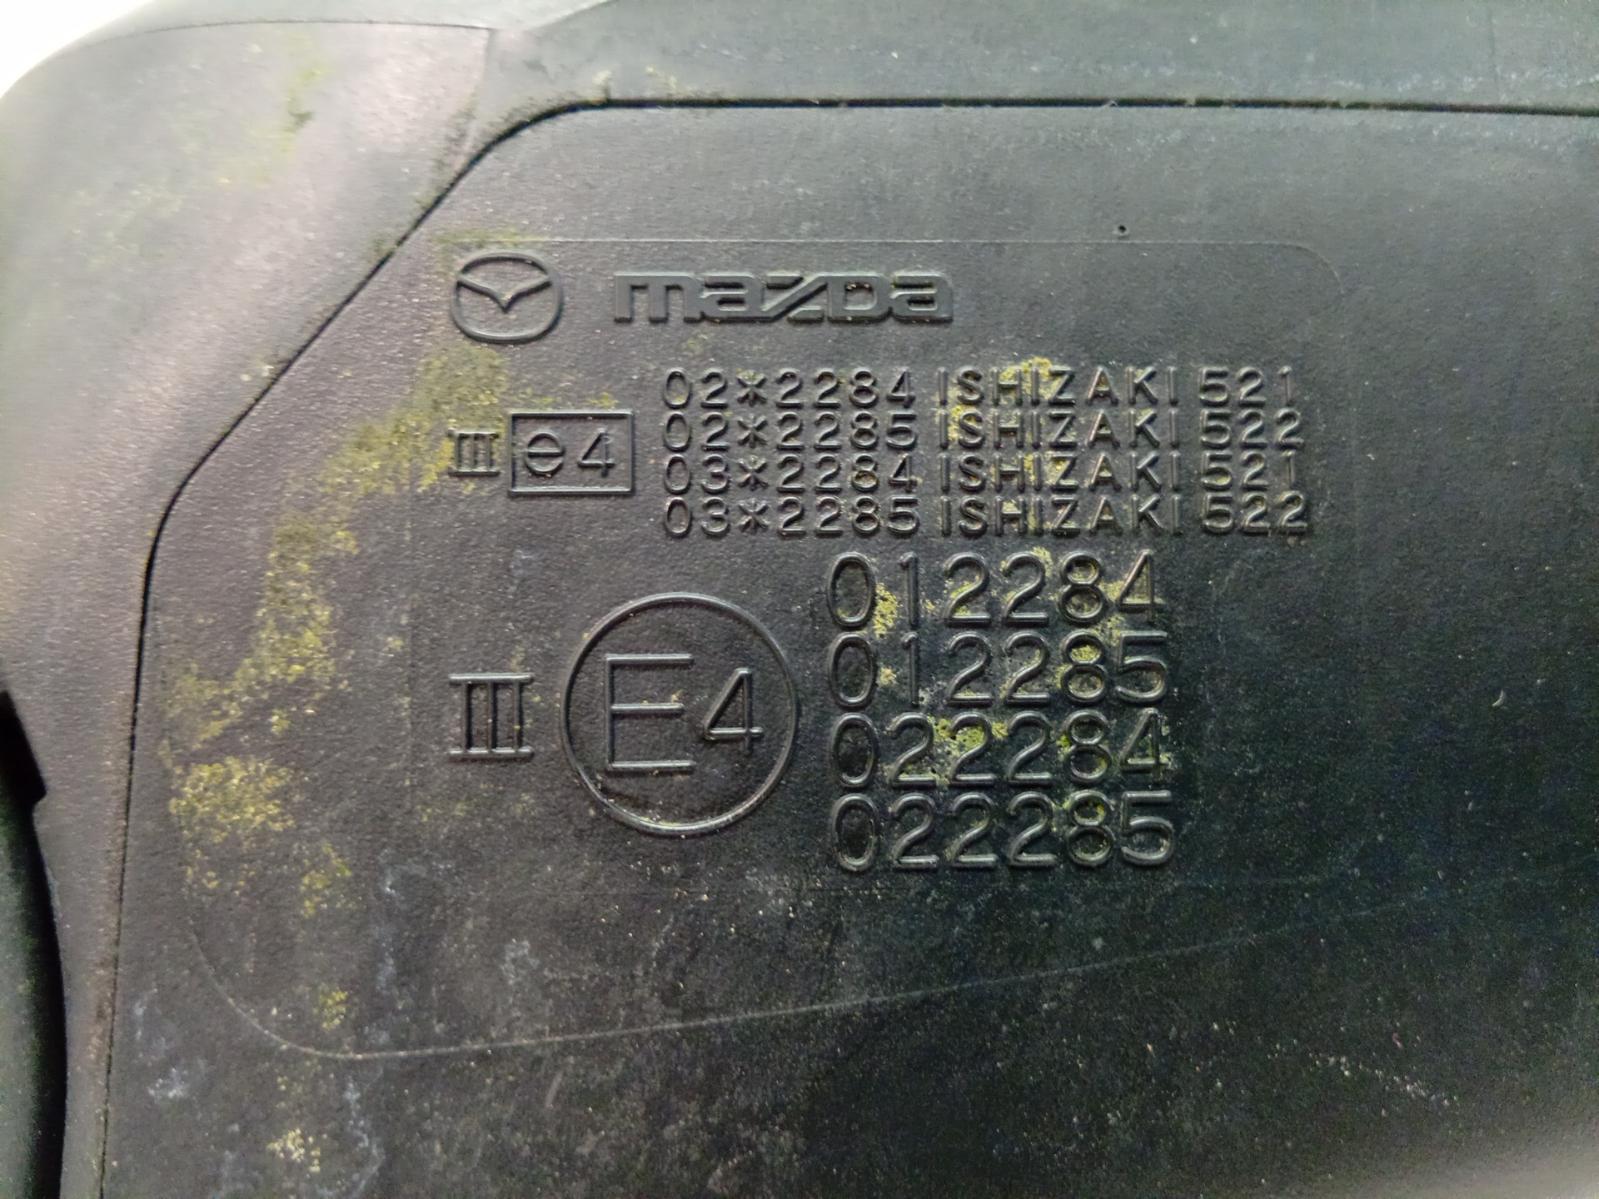 mazda
02*2284 ISHIZAKI 521
02*2285 ISHIZAKI 522
III e4
03*2284 ISHIZAKI 521
03*2285 ISHIZAKI 522
012284
012285
III E4
022284
022285